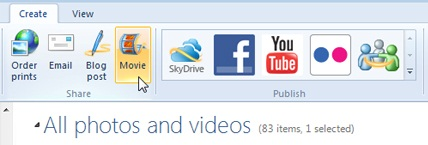 Create View
Order prints
Email
Blog post
Movie
Share
SkyDrive
f
You Tube
Publish
All photos and videos (83 items, 1 selected)